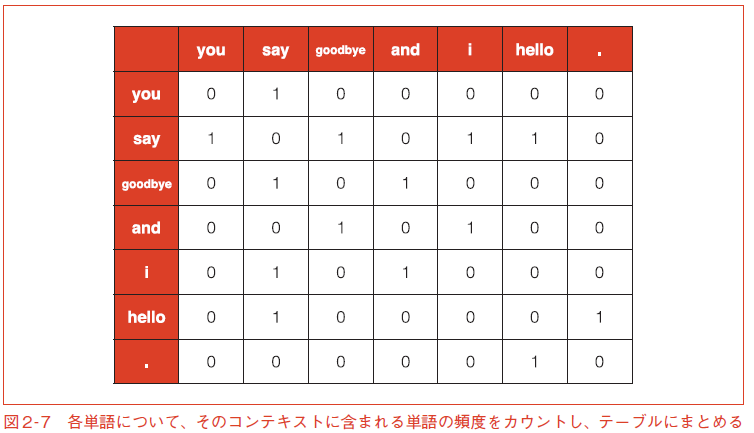 you say goodbye and i hello .
you 0 1 0 0 0 0 0
say 1 0 1 0 1 1 0
goodbye 0 1 0 1 0 0 0
and 0 0 1 0 1 0 0
i 0 1 0 1 0 0 0
hello 0 1 0 0 0 0 1
. 0 0 0 0 0 1 0
図2-7　各単語について、そのコンテキストに含まれる単語の頻度をカウントし、テーブルにまとめる